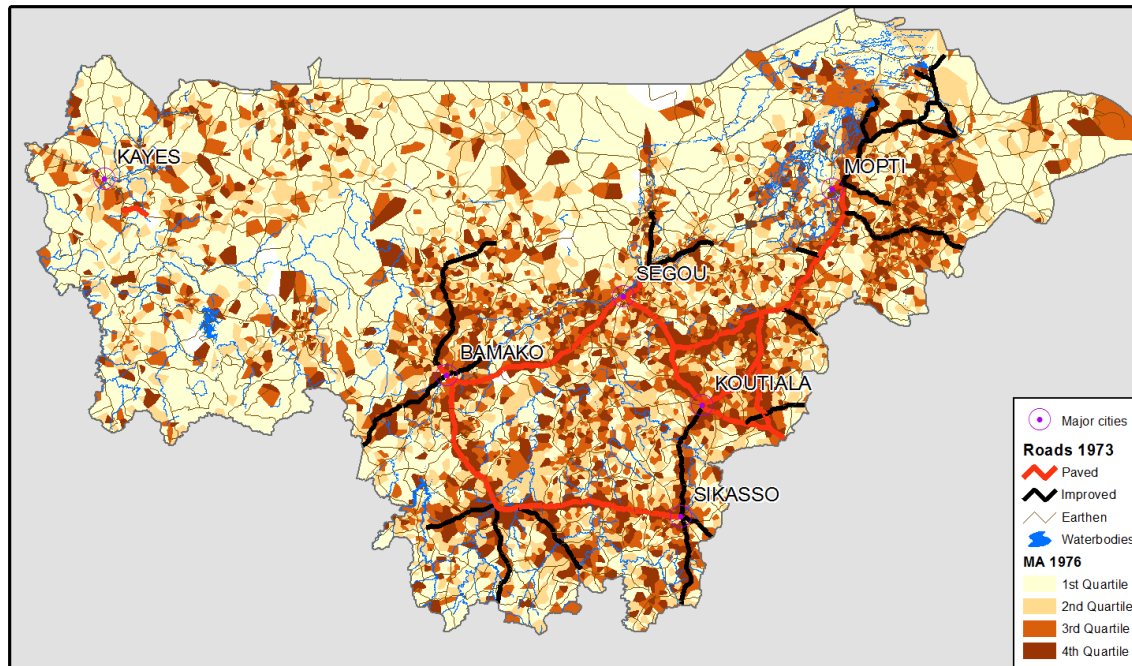 KAYES
MOPTI
SEGOU
BAMAKO
KOUTIALA
SIKASSO
Major cities
Roads 1973
Paved
Improved
Earthen
Waterbodies
MA 1976
1st Quartile
2nd Quartile
3rd Quartile
4th Quartile